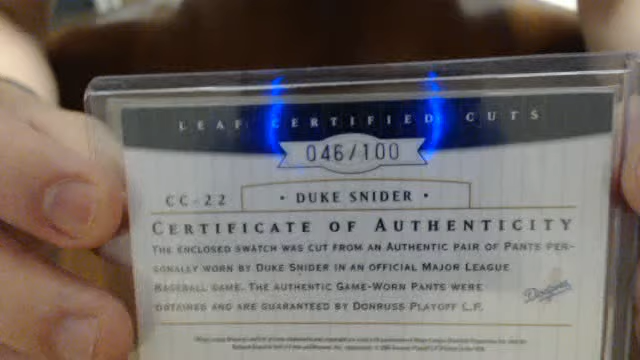 LEAF CERTIFIED CUTS
046/100
CC-22
• DUKE SNIDER •
CERTIFICATE OF AUTHENTICITY
THE ENCLOSED SWATCH WAS CUT FROM AN AUTHENTIC PAIR OF PANTS PER-
SONALLY WORN BY DUKE SNIDER IN AN OFFICIAL MAJOR LEAGUE
BASEBALL GAME. THE AUTHENTIC GAME-WORN PANTS WERE
OBTAINED AND ARE GUARANTEED BY DONRUSS PLAYOFF L.P.
Dodgers